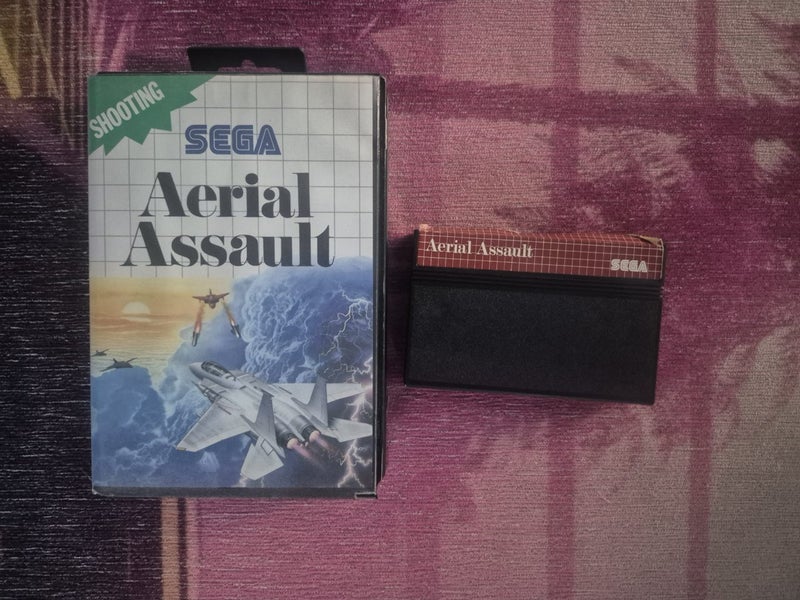 SHOOTING
SEGA
Aerial
Assault
Aerial Assault
SEGA